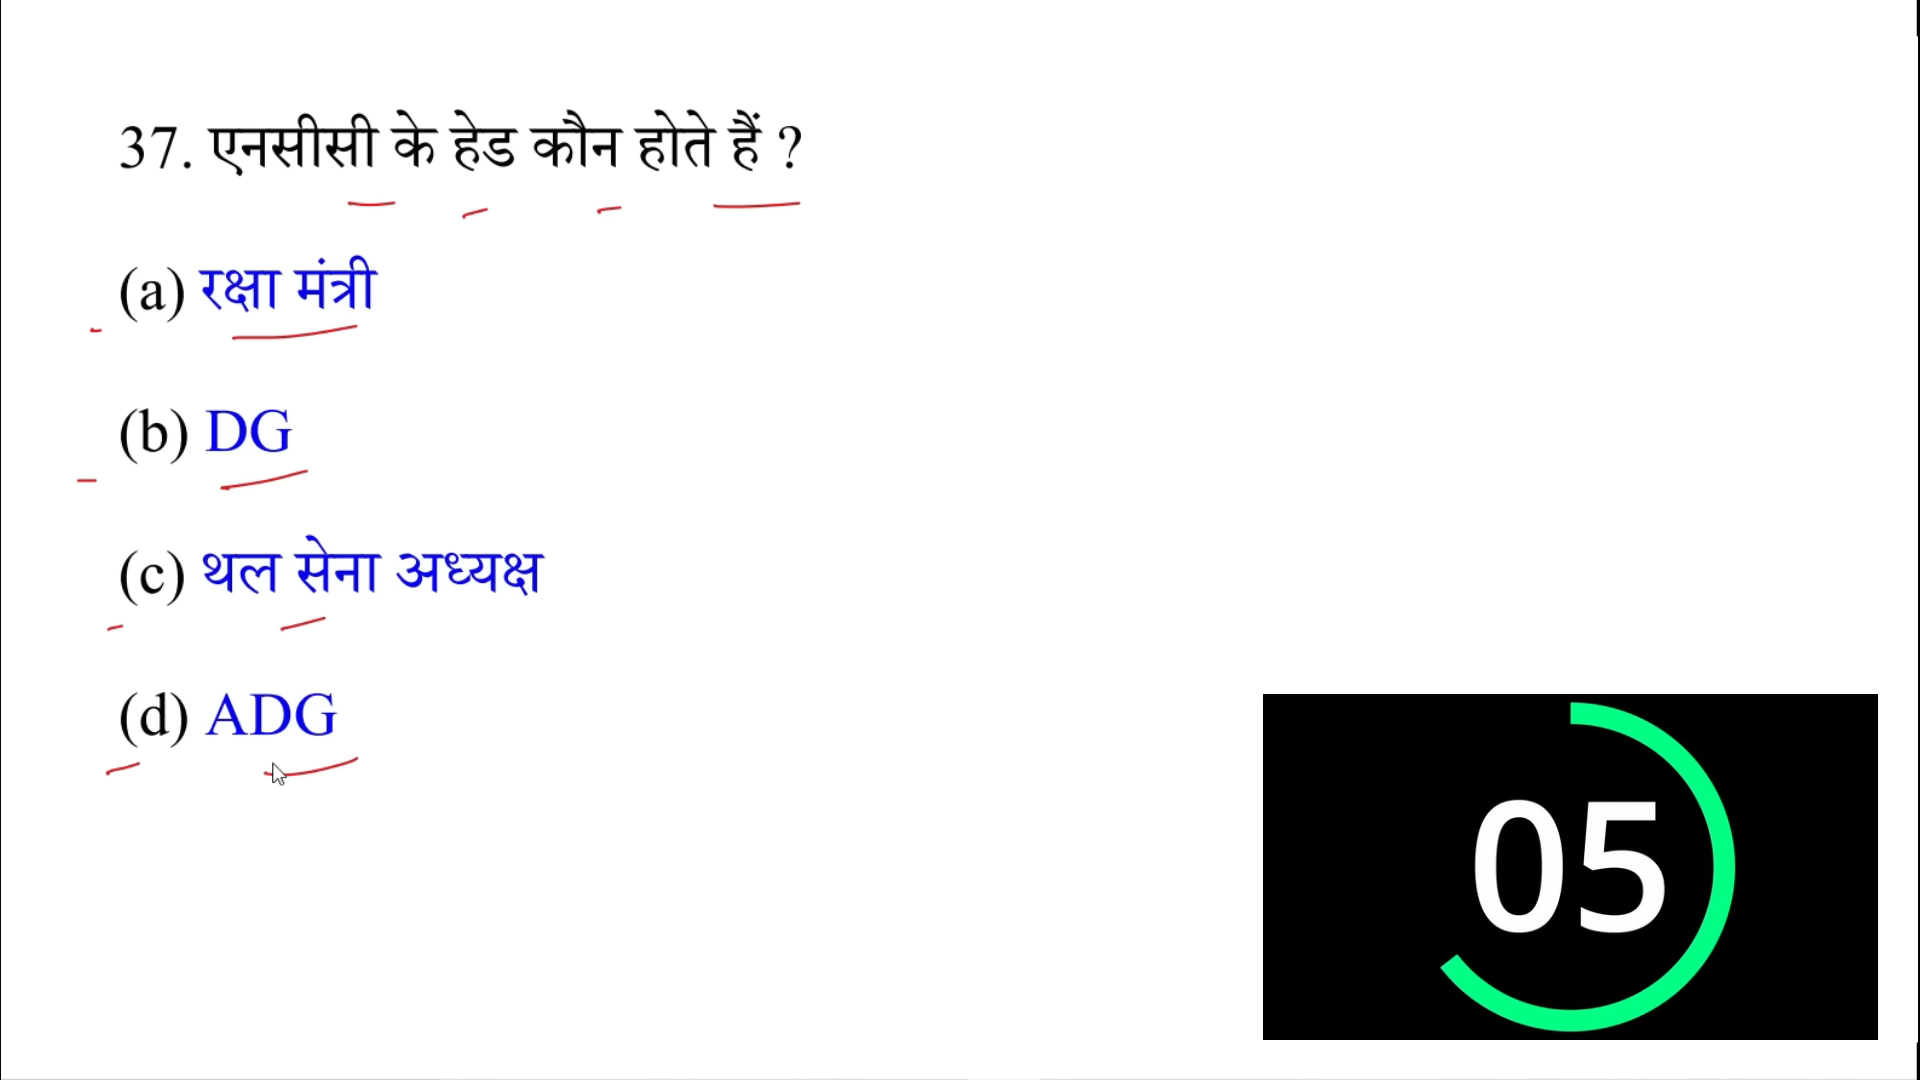 37. एनसीसी के हेड कौन होते हैं ?
(a) रक्षा मंत्री
(b) DG
(c) थल सेना अध्यक्ष
(d) ADG
05